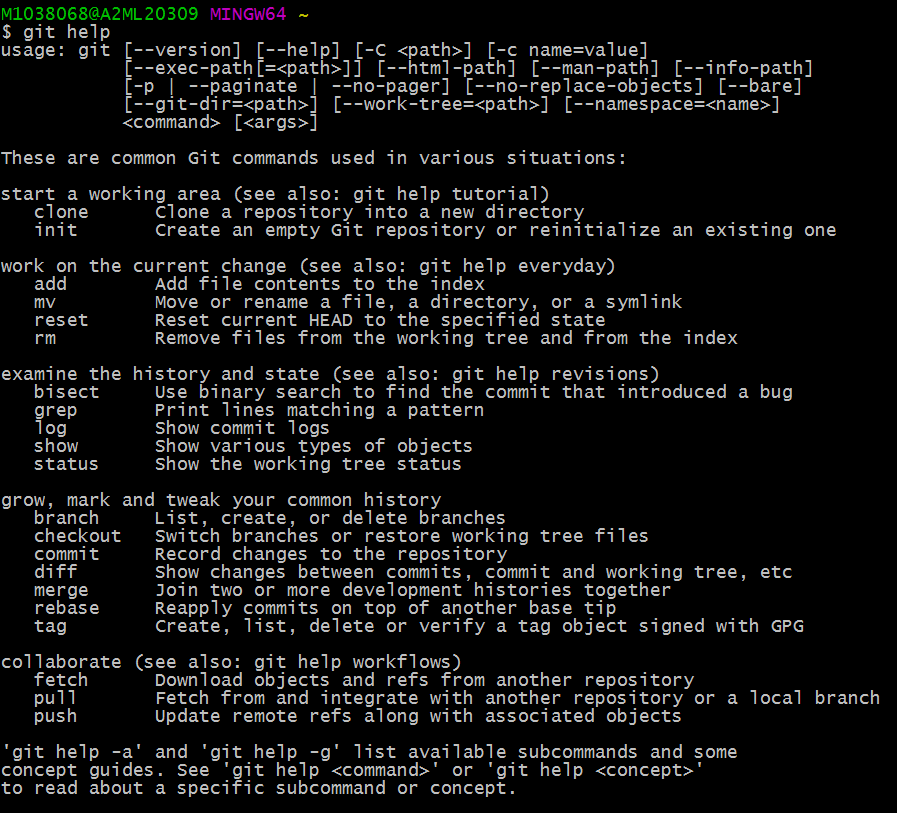 M1038068@A2ML20309 MINGW64 ~
$ git help
usage: git [--version] [--help] [-C <path>] [-c name=value]
           [--exec-path[=<path>]] [--html-path] [--man-path] [--info-path]
           [-p | --paginate | --no-pager] [--no-replace-objects] [--bare]
           [--git-dir=<path>] [--work-tree=<path>] [--namespace=<name>]
           <command> [<args>]

These are common Git commands used in various situations:

start a working area (see also: git help tutorial)
   clone      Clone a repository into a new directory
   init       Create an empty Git repository or reinitialize an existing one

work on the current change (see also: git help everyday)
   add        Add file contents to the index
   mv         Move or rename a file, a directory, or a symlink
   reset      Reset current HEAD to the specified state
   rm         Remove files from the working tree and from the index

examine the history and state (see also: git help revisions)
   bisect     Use binary search to find the commit that introduced a bug
   grep       Print lines matching a pattern
   log        Show commit logs
   show       Show various types of objects
   status     Show the working tree status

grow, mark and tweak your common history
   branch     List, create, or delete branches
   checkout   Switch branches or restore working tree files
   commit     Record changes to the repository
   diff       Show changes between commits, commit and working tree, etc
   merge      Join two or more development histories together
   rebase     Reapply commits on top of another base tip
   tag        Create, list, delete or verify a tag object signed with GPG

collaborate (see also: git help workflows)
   fetch      Download objects and refs from another repository
   pull       Fetch from and integrate with another repository or a local branch
   push       Update remote refs along with associated objects

'git help -a' and 'git help -g' list available subcommands and some
concept guides. See 'git help <command>' or 'git help <concept>'
to read about a specific subcommand or concept.